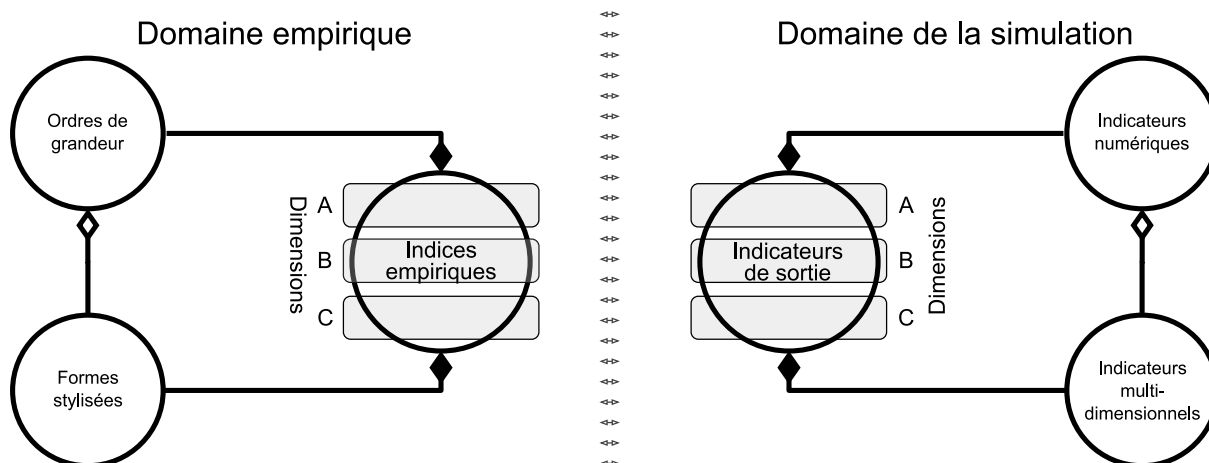 Domaine empirique
Ordres de
grandeur
Formes
stylisées
Dimensions
A
B
C
Indices
empiriques
Domaine de la simulation
Indicateurs
de sortie
A
B
C
Dimensions
Indicateurs
numériques
Indicateurs
multi-
dimensionnels